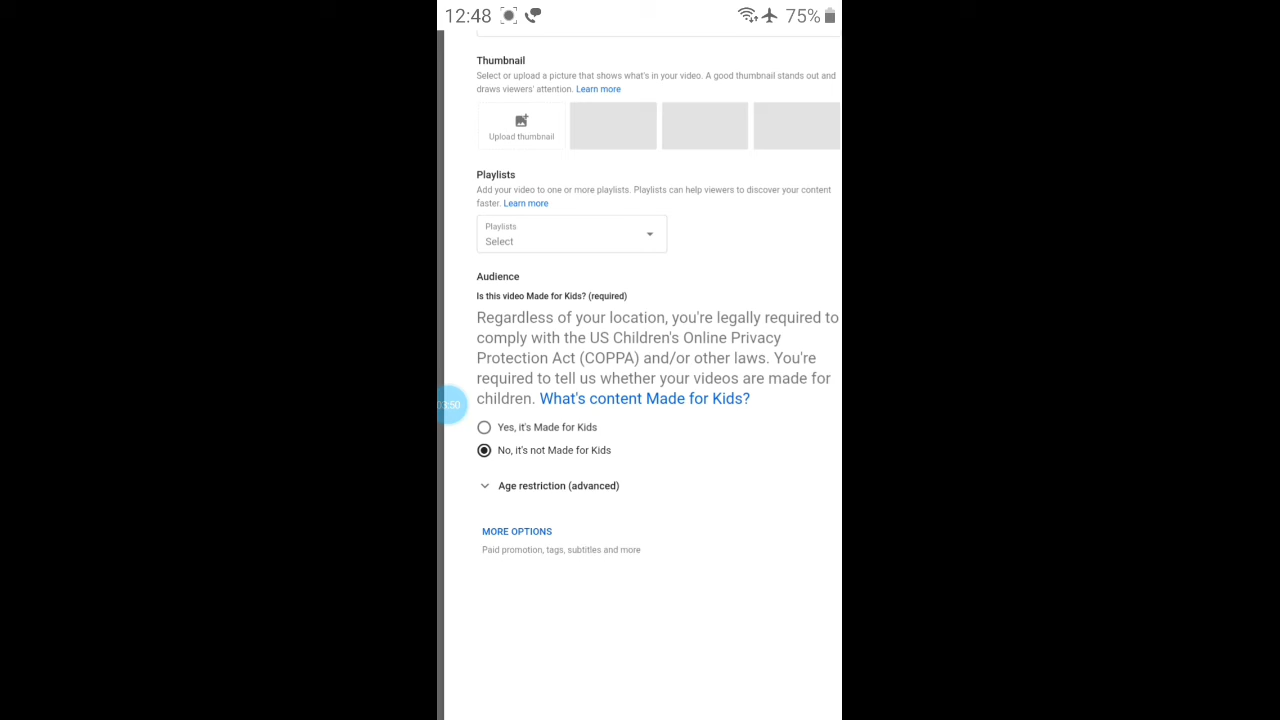 12:48 75%
Thumbnail
Select or upload a picture that shows what's in your video. A good thumbnail stands out and
draws viewers' attention. Learn more
Upload thumbnail
Playlists
Add your video to one or more playlists. Playlists can help viewers to discover your content
faster. Learn more
Playlists
Select
Audience
Is this video Made for Kids? (required)
Regardless of your location, you're legally required to
comply with the US Children's Online Privacy
Protection Act (COPPA) and/or other laws. You're
required to tell us whether your videos are made for
children. What's content Made for Kids?
03:50
Yes, it's Made for Kids
No, it's not Made for Kids
Age restriction (advanced)
MORE OPTIONS
Paid promotion, tags, subtitles and more